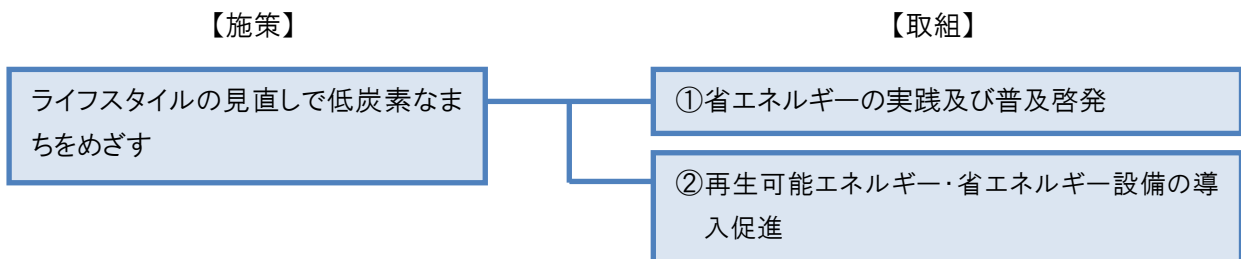 【施策】
【取組】
ライフスタイルの見直しで低炭素なま
ちをめざす
①省エネルギーの実践及び普及啓発
②再生可能エネルギー・省エネルギー設備の導
入促進